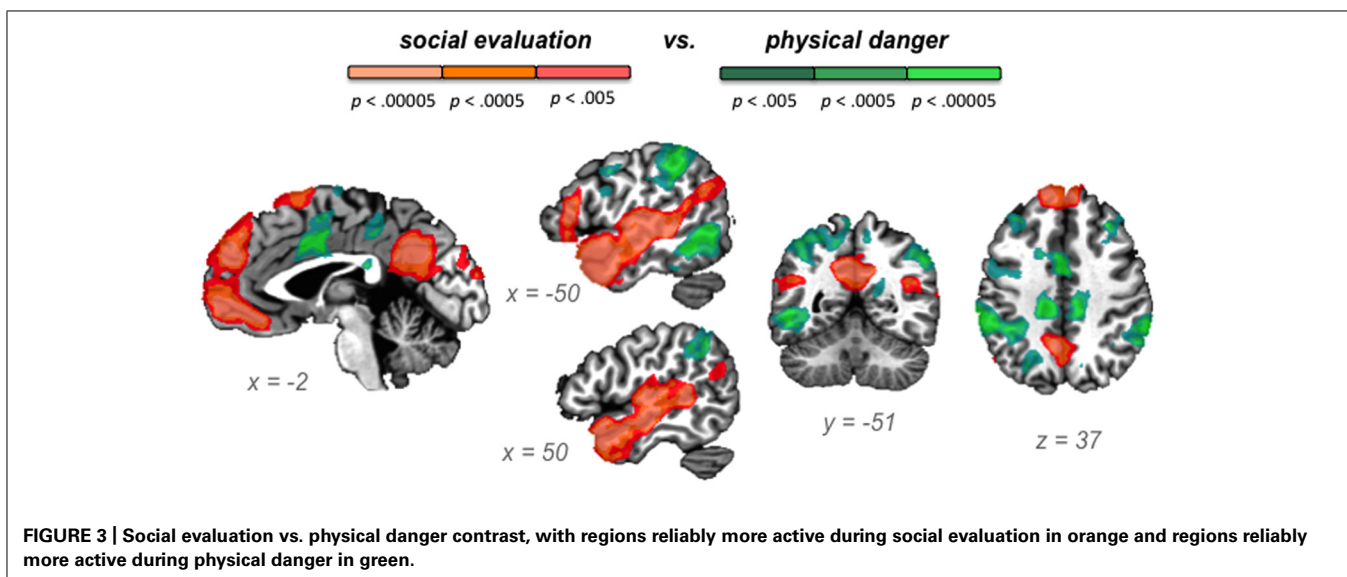 social evaluation vs. physical danger
p < .00005 p < .0005 p < .005 p < .005 p < .0005 p < .00005
x = -2
x = -50
x = 50
y = -51
z = 37
FIGURE 3 | Social evaluation vs. physical danger contrast, with regions reliably more active during social evaluation in orange and regions reliably
more active during physical danger in green.